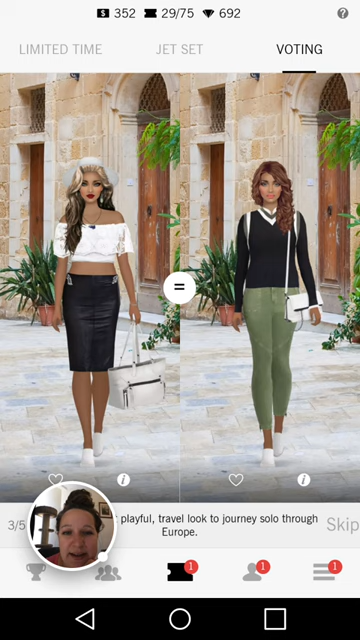 $ 352 29/75 692 ?
LIMITED TIME JET SET VOTING
=
i i
3/5 playful, travel look to journey solo through Skip
Europe.
1 1 1